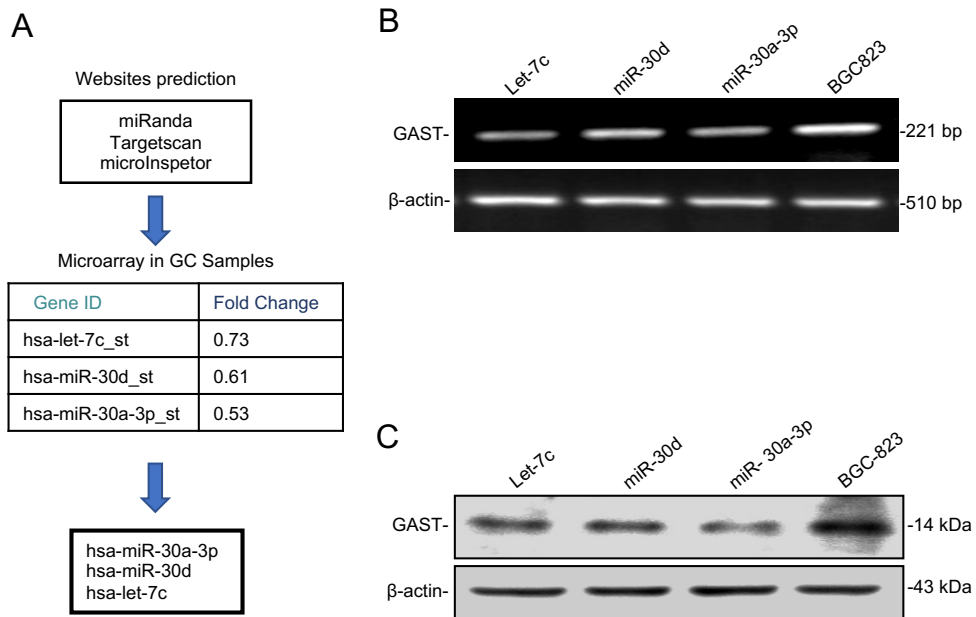 A
Websites prediction
miRanda
Targetscan
microInspetor
Microarray in GC Samples
Gene ID Fold Change
hsa-let-7c_st 0.73
hsa-miR-30d_st 0.61
hsa-miR-30a-3p_st 0.53
hsa-miR-30a-3p
hsa-miR-30d
hsa-let-7c
B
Let-7c miR-30d miR-30a-3p BGC823
GAST- -221 bp
β-actin- -510 bp
C
Let-7c miR-30d miR- 30a-3p BGC-823
GAST- -14 kDa
β-actin- -43 kDa